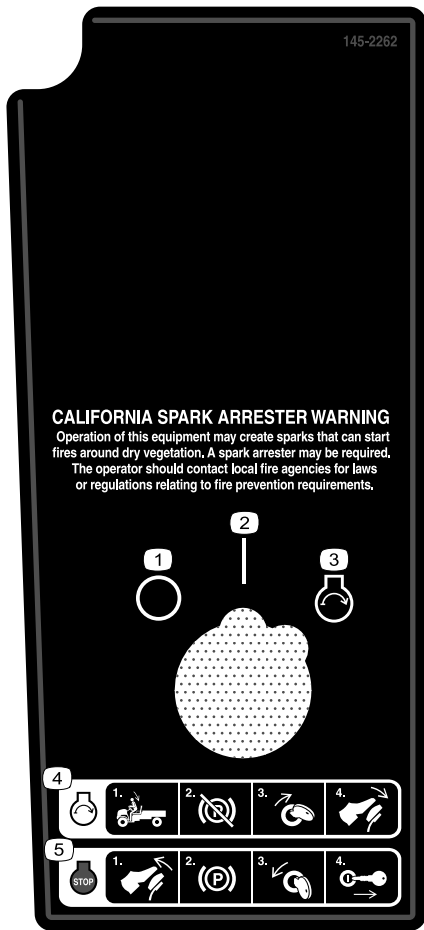 145-2262
CALIFORNIA SPARK ARRESTER WARNING
Operation of this equipment may create sparks that can start
fires around dry vegetation. A spark arrester may be required.
The operator should contact local fire agencies for laws
or regulations relating to fire prevention requirements.
2
1
3
4
1. 2. 3. 4.
(P)
5
STOP
1. 2. 3. 4.
(P)